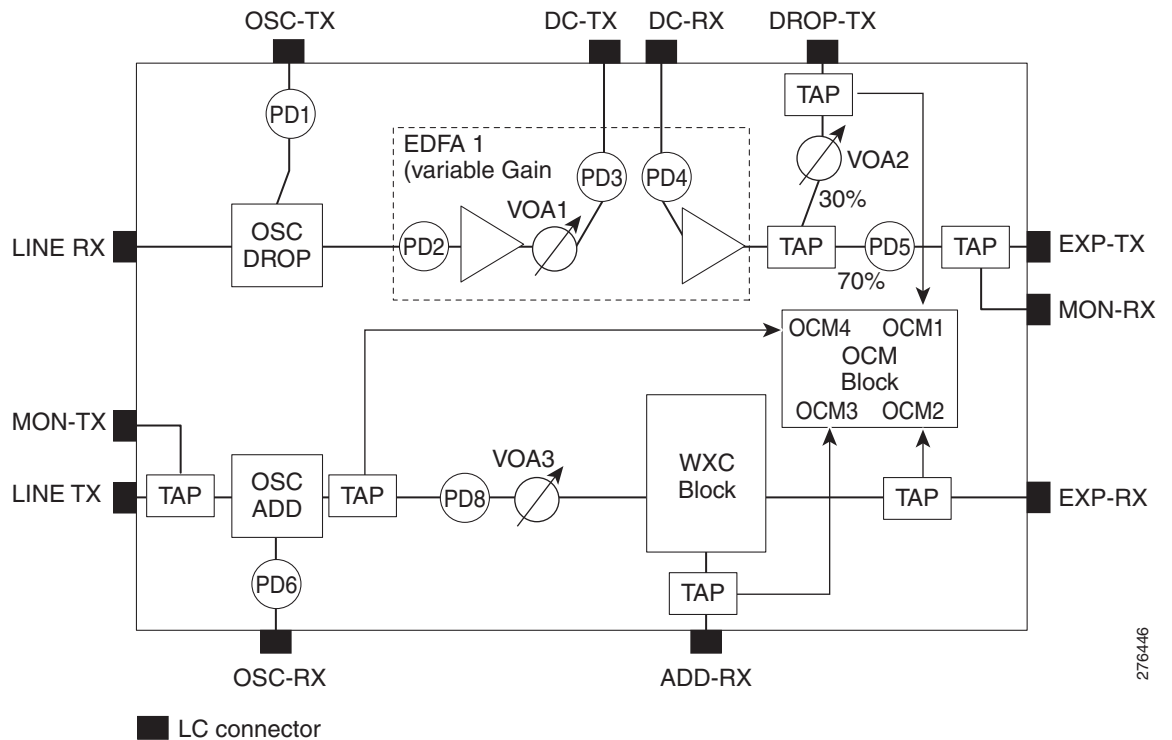 OSC-TX
DC-TX
DC-RX
DROP-TX
TAP
PD1
EDFA 1
(variable Gain
PD3
PD4
VOA2
30%
VOA1
LINE RX
OSC
DROP
PD2
TAP
PD5
TAP
EXP-TX
70%
MON-RX
OCM4
OCM1
OCM
Block
OCM3
OCM2
MON-TX
VOA3
WXC
Block
LINE TX
TAP
OSC
ADD
TAP
PD8
TAP
EXP-RX
PD6
TAP
OSC-RX
ADD-RX
276446
LC connector